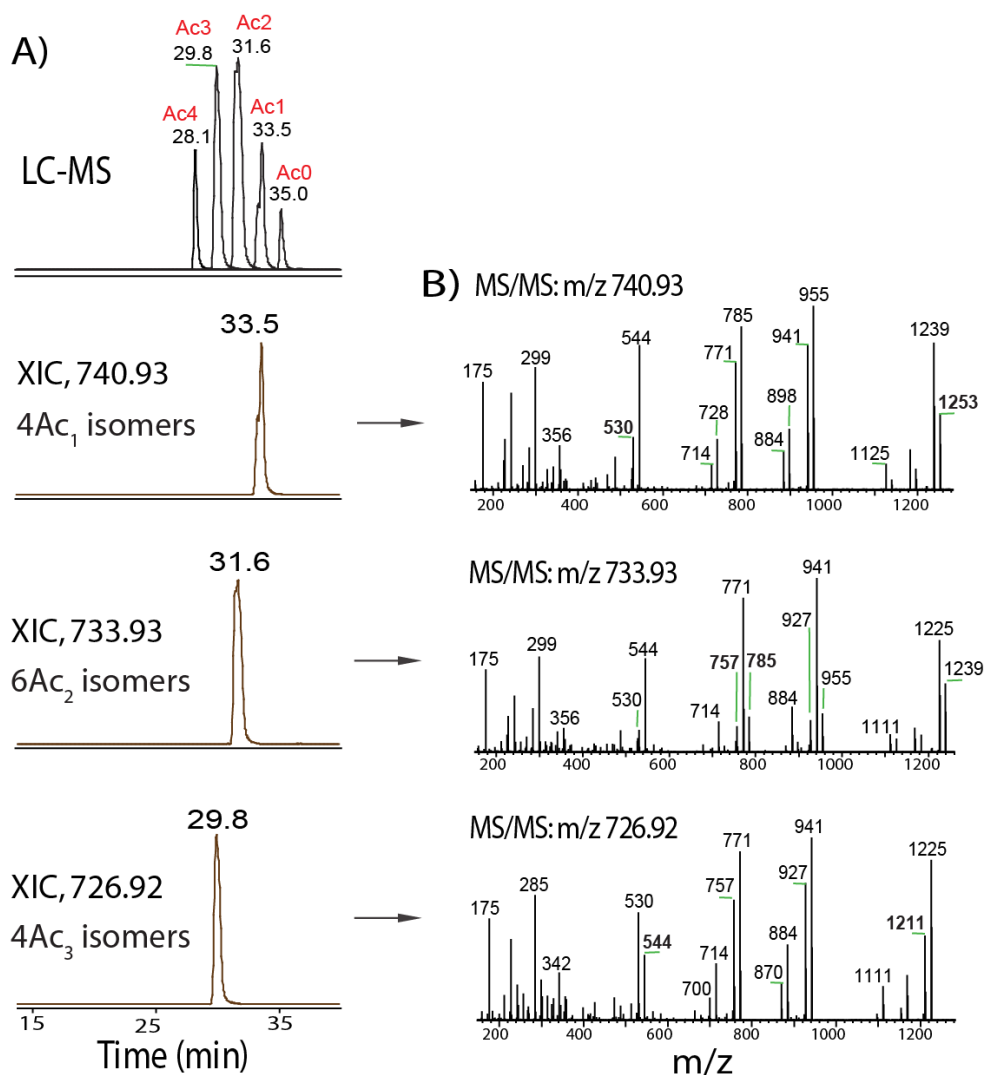 A)
Ac3
29.8
Ac2
31.6
Ac4
28.1
Ac1
33.5
Ac0
35.0
LC-MS
33.5
XIC, 740.93
4Ac₁ isomers
31.6
XIC, 733.93
6Ac₂ isomers
29.8
XIC, 726.92
4Ac₃ isomers
15 25 35
Time (min)
B)
MS/MS: m/z 740.93
175 299 356 530 544 714 728 771 785 884 898 941 955 1125 1239 1253
200 400 600 800 1000 1200
MS/MS: m/z 733.93
175 299 356 530 544 714 757 771 785 884 927 941 955 1111 1225 1239
200 400 600 800 1000 1200
MS/MS: m/z 726.92
175 285 342 530 544 700 714 757 771 870 884 927 941 1111 1211 1225
200 400 600 800 1000 1200
m/z